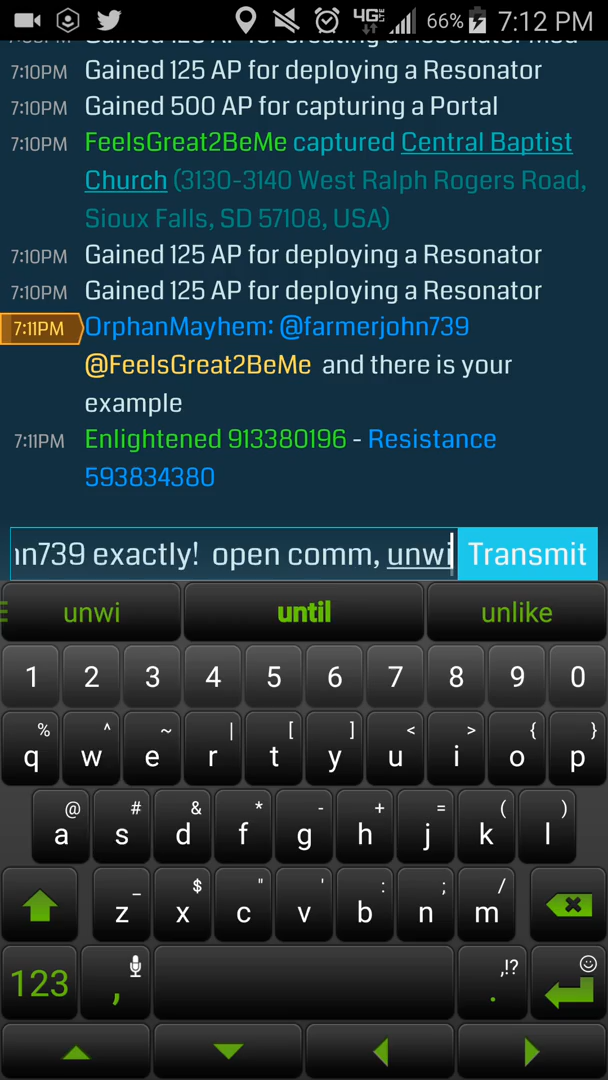 4G LTE 66% 7:12 PM
7:10PM Gained 125 AP for deploying a Resonator
7:10PM Gained 500 AP for capturing a Portal
7:10PM FeelsGreat2BeMe captured Central Baptist
Church (3130-3140 West Ralph Rogers Road,
Sioux Falls, SD 57108, USA)
7:10PM Gained 125 AP for deploying a Resonator
7:10PM Gained 125 AP for deploying a Resonator
7:11PM OrphanMayhem: @farmerjohn739
@FeelsGreat2BeMe and there is your
example
7:11PM Enlightened 913380196 - Resistance
593834380
nn739 exactly! open comm, unwi Transmit
unwi until unlike
1 2 3 4 5 6 7 8 9 0
% ^ ~ | [ ] < > { }
q w e r t y u i o p
@ # & * - + = ( )
a s d f g h j k l
_ $ " ' : ; /
z x c v b n m
,!?
123 , .